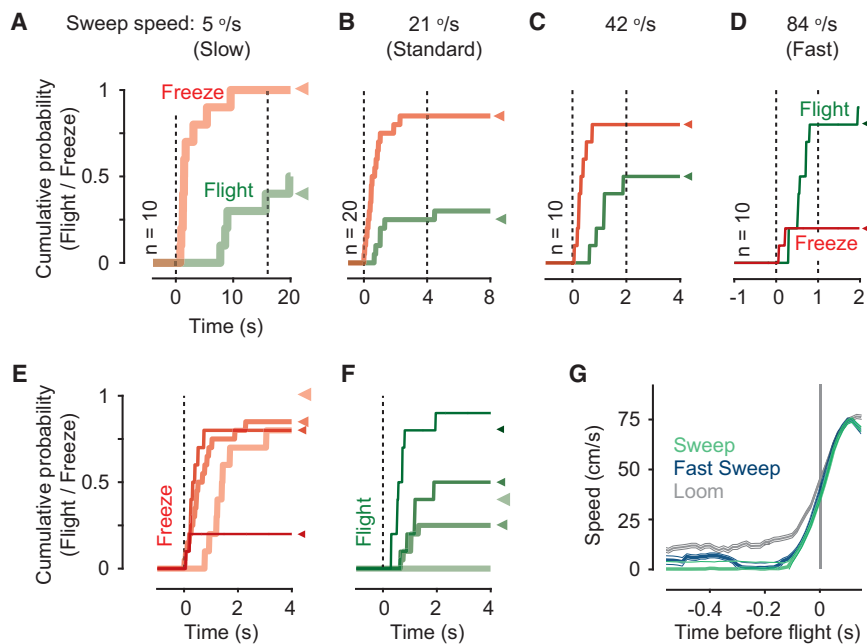 Sweep speed: 5 °/s 21 °/s 42 °/s 84 °/s
(Slow) (Standard) (Fast)
A B C D
Cumulative probability
(Flight / Freeze)
1
0.5
0
Freeze
Flight
n = 10
0 10 20
Time (s)
n = 20
0 4 8
n = 10
0 2 4
Flight
Freeze
n = 10
-1 0 1 2
E F G
Cumulative probability
(Flight / Freeze)
1
0.5
0
Freeze
0 2 4
Time (s)
Flight
0 2 4
Time (s)
Speed (cm/s)
75
50
25
0
Sweep
Fast Sweep
Loom
-0.4 -0.2 0
Time before flight (s)